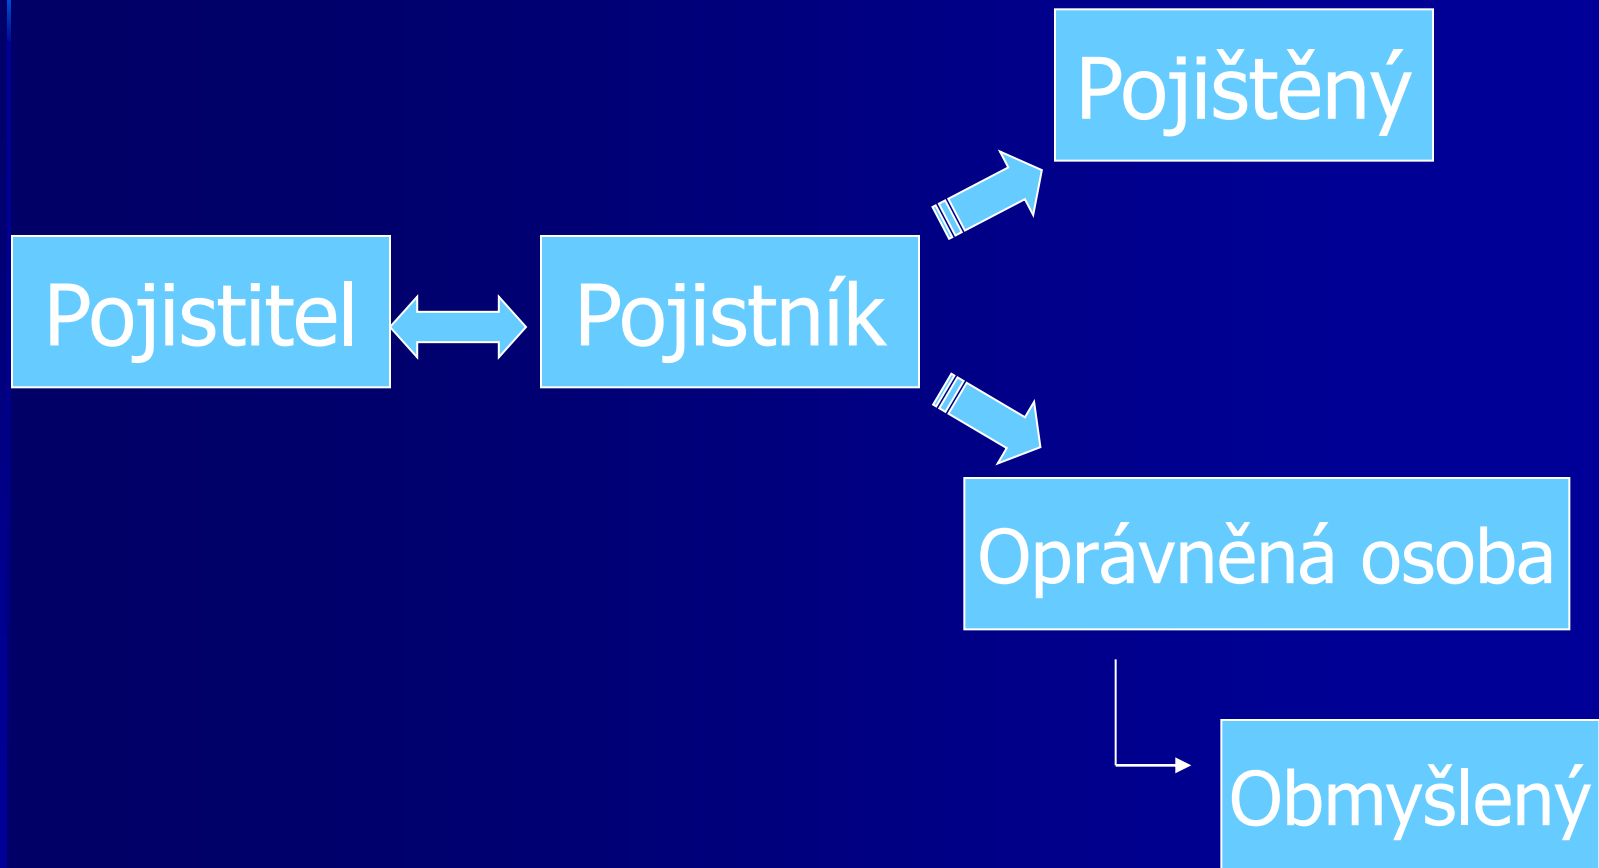 Pojištěný
Pojistitel
Pojistník
Oprávněná osoba
Obmyšlený